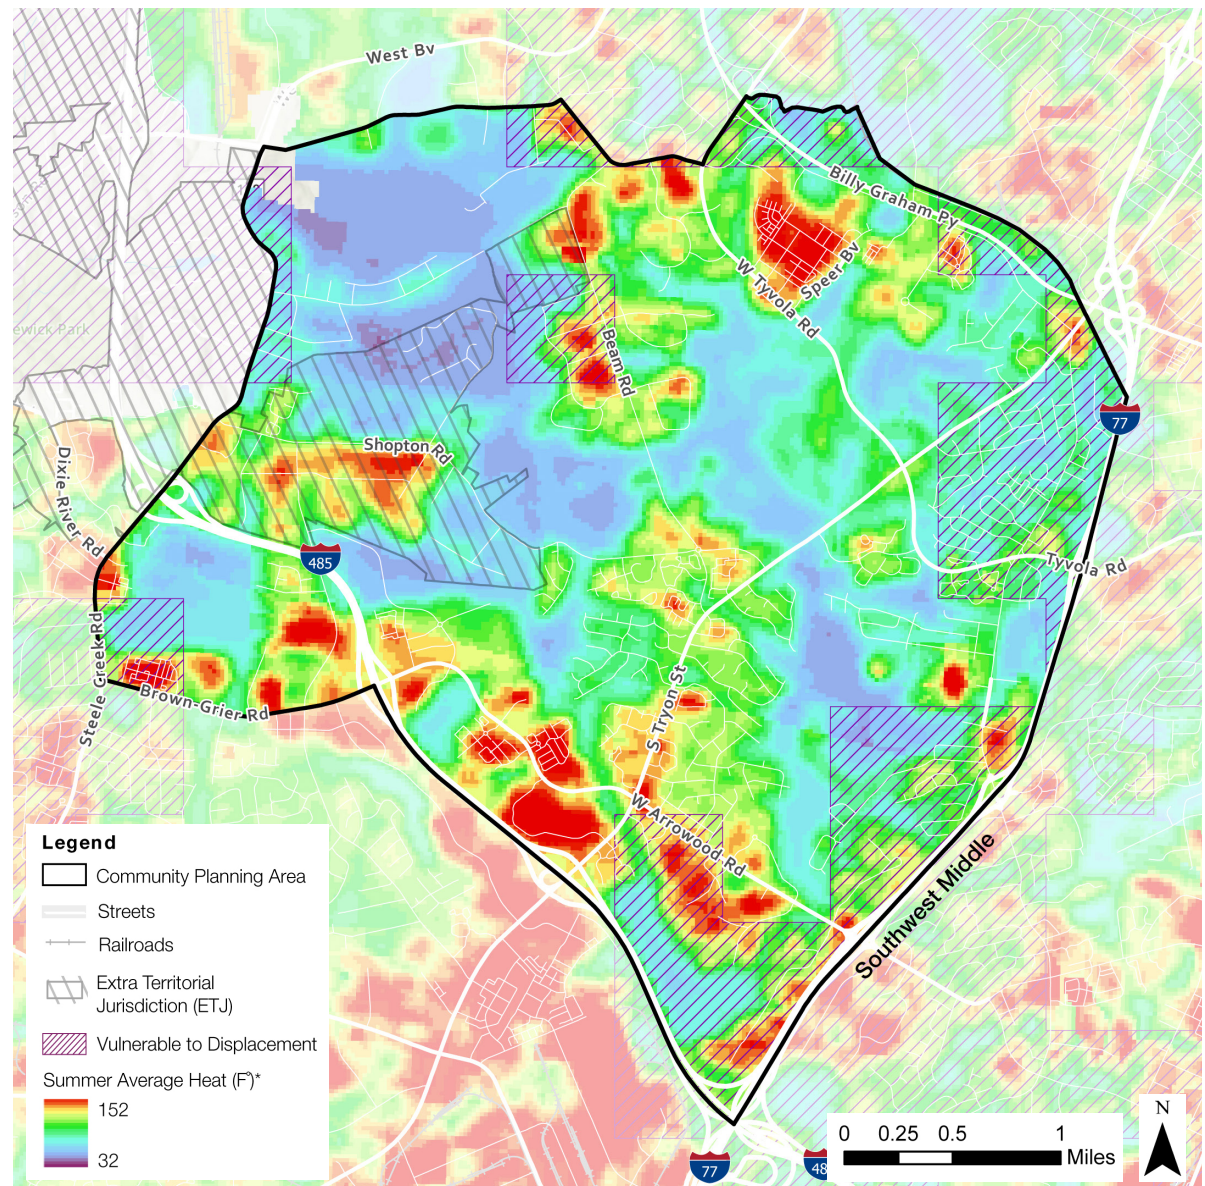 West Bv
Billy Graham Py
Speer Bv
W Tyvola Rd
ewick Park
Beam Rd
77
Shopton Rd
Dixie River Rd
485
Tyvola Rd
Steele Creek Rd
Brown-Grier Rd
S Tryon St
W Arrowood Rd
Southwest Middle
Legend
Community Planning Area
Streets
Railroads
Extra Territorial
Jurisdiction (ETJ)
Vulnerable to Displacement
Summer Average Heat (F°)*
152
32
77
48
0 0.25 0.5 1
Miles
N